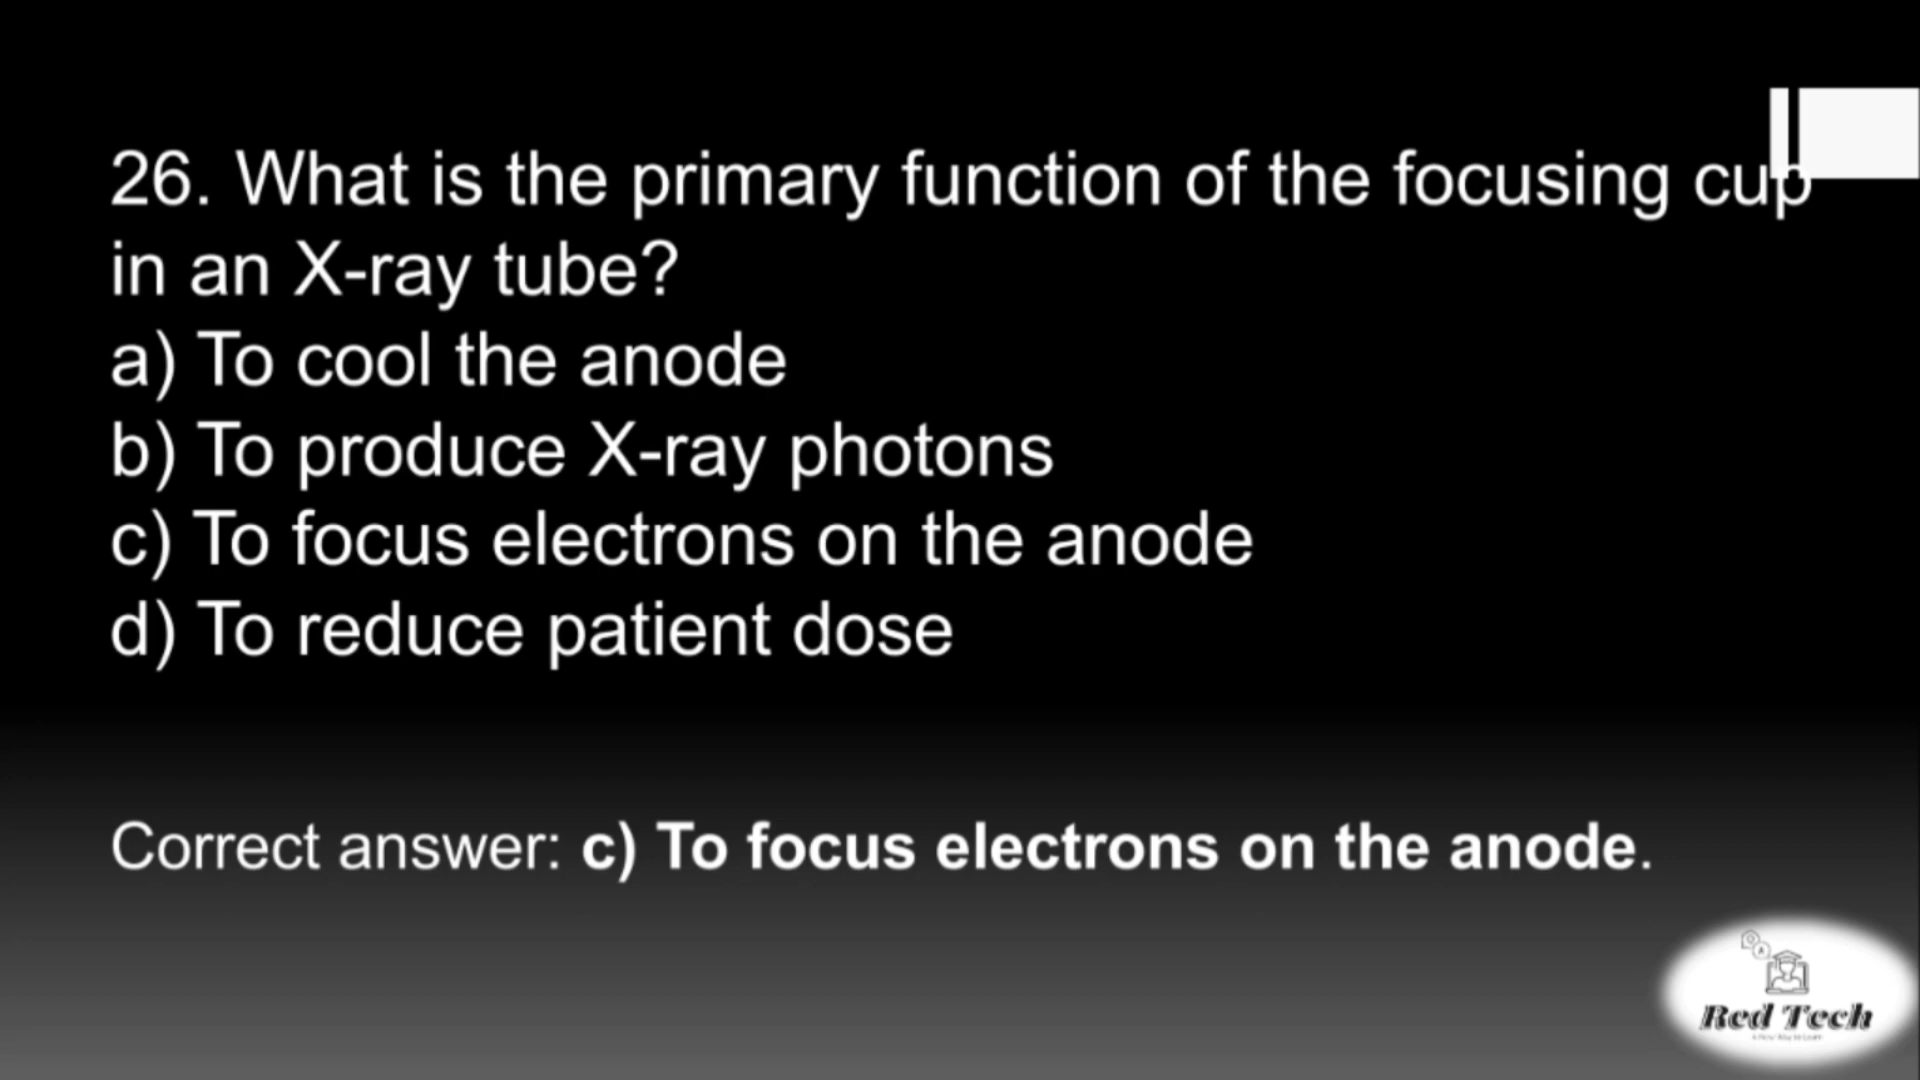 26. What is the primary function of the focusing cup
in an X-ray tube?
a) To cool the anode
b) To produce X-ray photons
c) To focus electrons on the anode
d) To reduce patient dose
Correct answer: c) To focus electrons on the anode.
Q
A
Red Tech